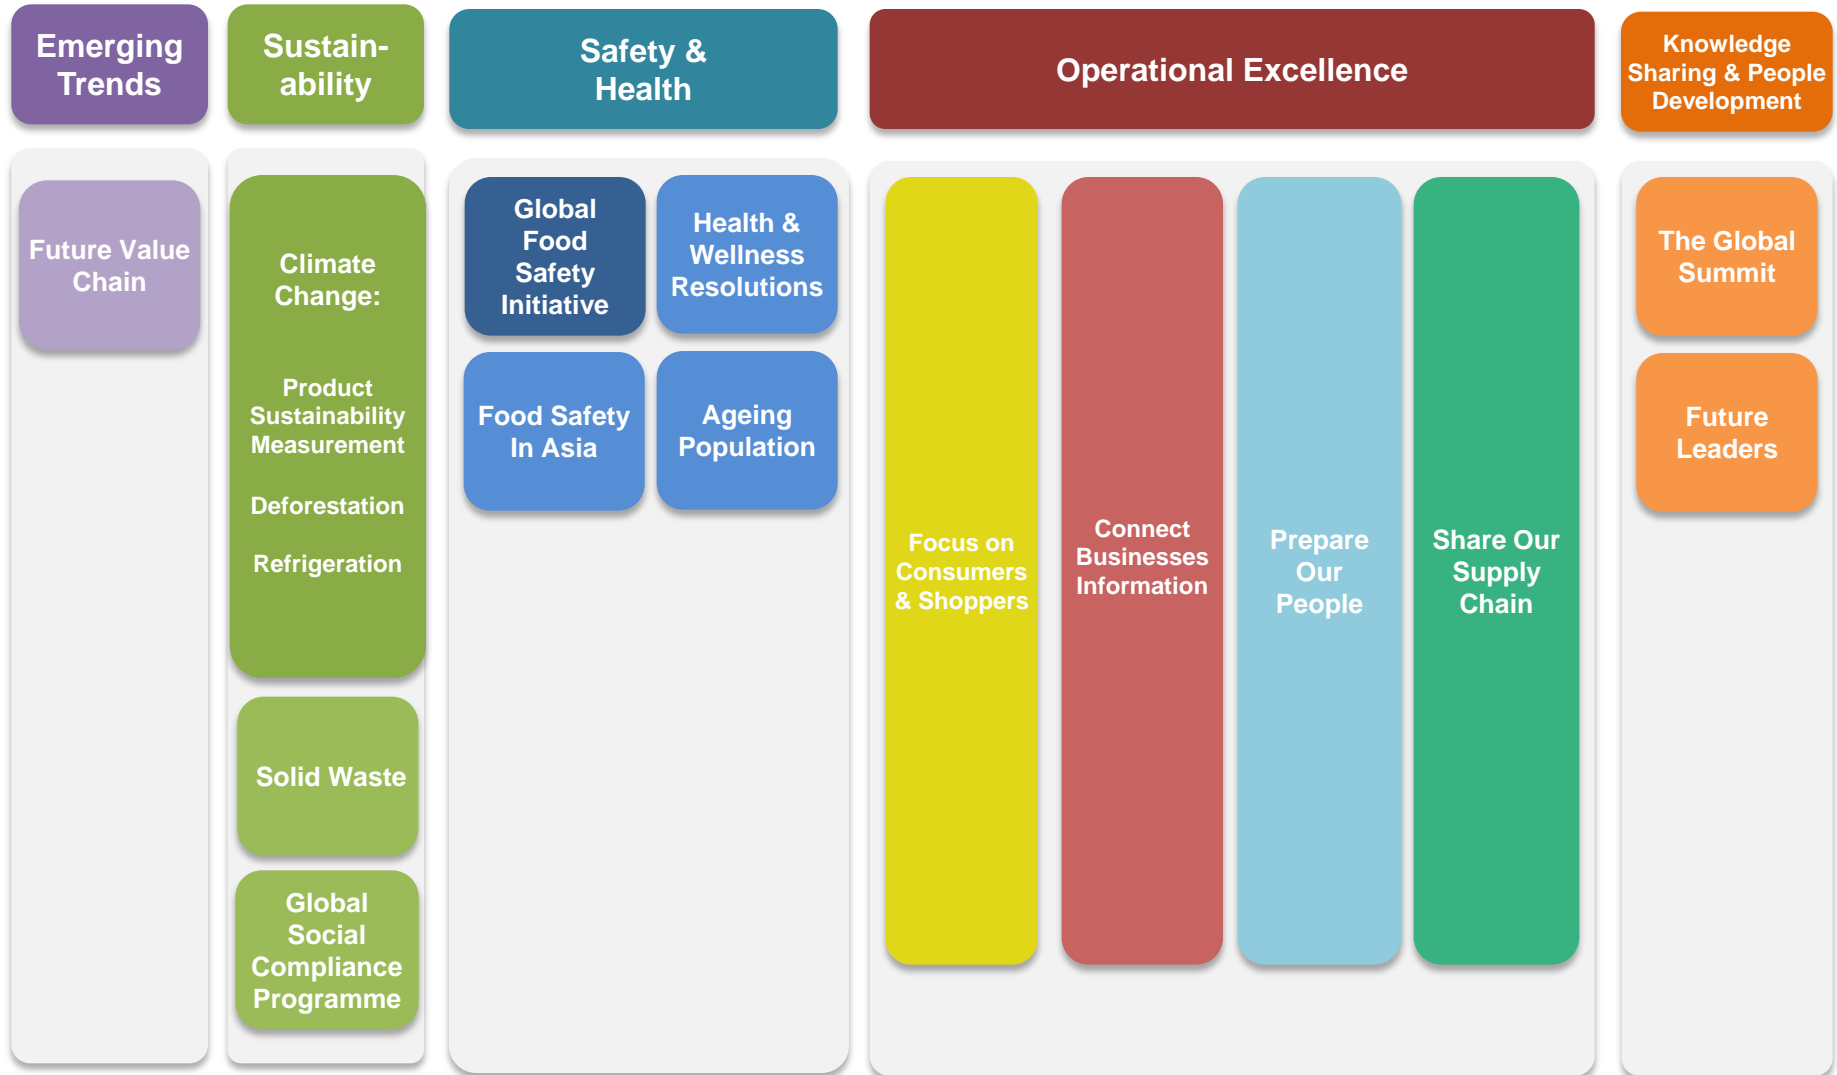 Emerging
Trends
Sustain-
ability
Safety &
Health
Operational Excellence
Knowledge
Sharing & People
Development
Future Value
Chain
Climate
Change:
Product
Sustainability
Measurement
Deforestation
Refrigeration
Solid Waste
Global
Social
Compliance
Programme
Global
Food
Safety
Initiative
Health &
Wellness
Resolutions
Food Safety
In Asia
Ageing
Population
Focus on
Consumers
& Shoppers
Connect
Businesses
Information
Prepare
Our
People
Share Our
Supply
Chain
The Global
Summit
Future
Leaders